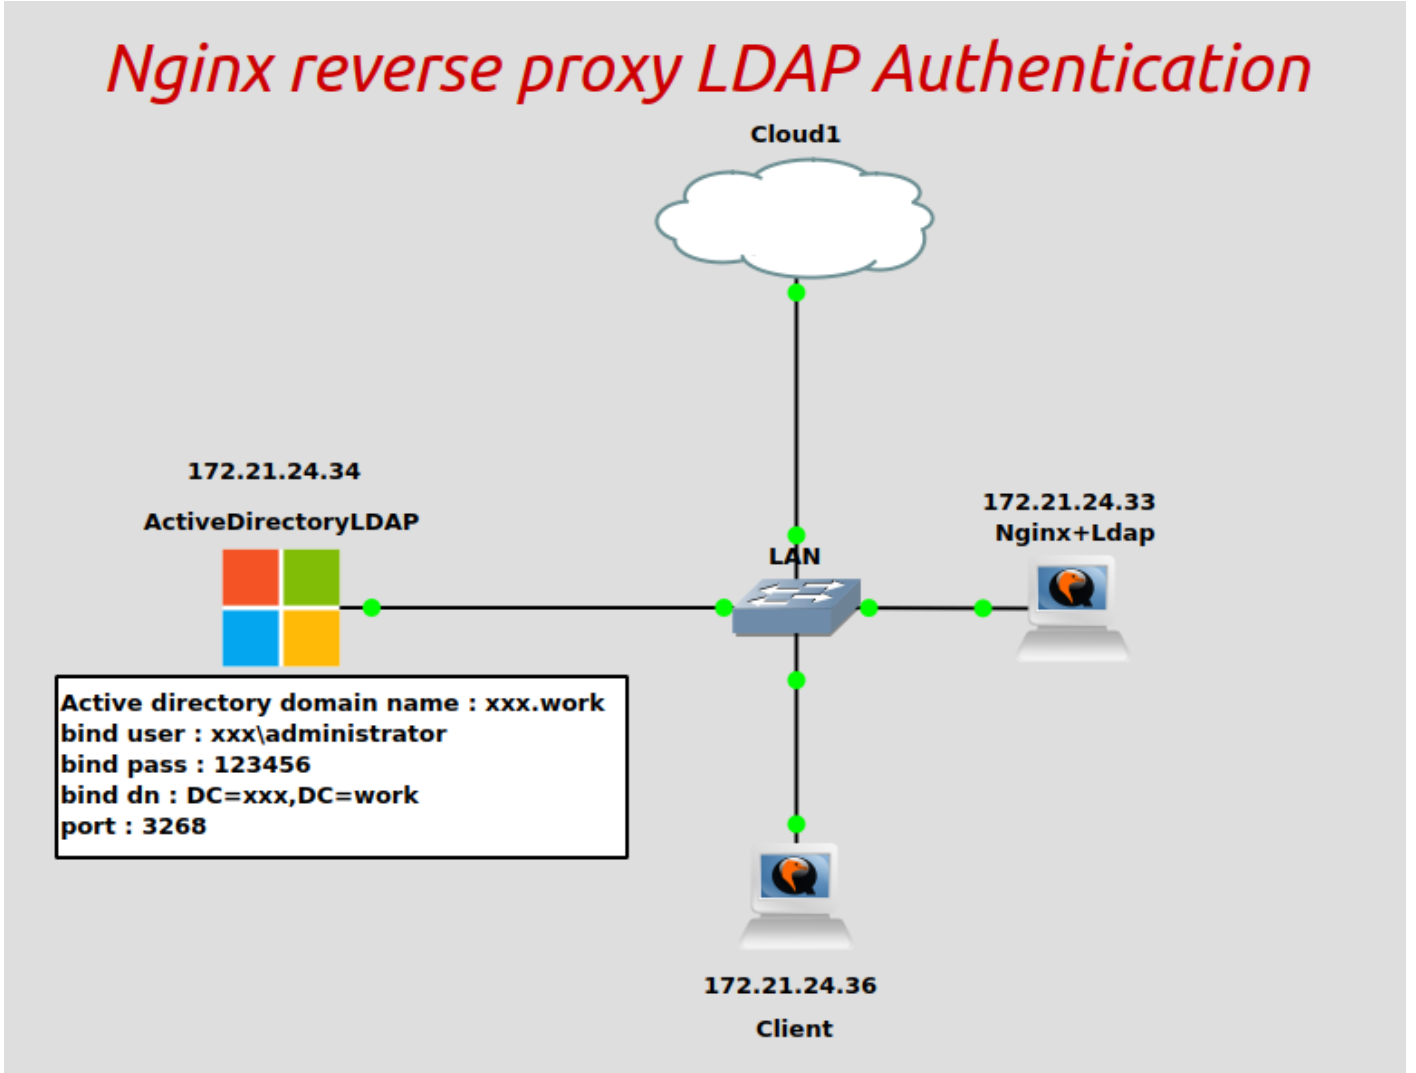 Nginx reverse proxy LDAP Authentication
Cloud1
172.21.24.34
ActiveDirectoryLDAP
172.21.24.33
Nginx+Ldap
LAN
Active directory domain name : xxx.work
bind user : xxx\administrator
bind pass : 123456
bind dn : DC=xxx,DC=work
port : 3268
172.21.24.36
Client